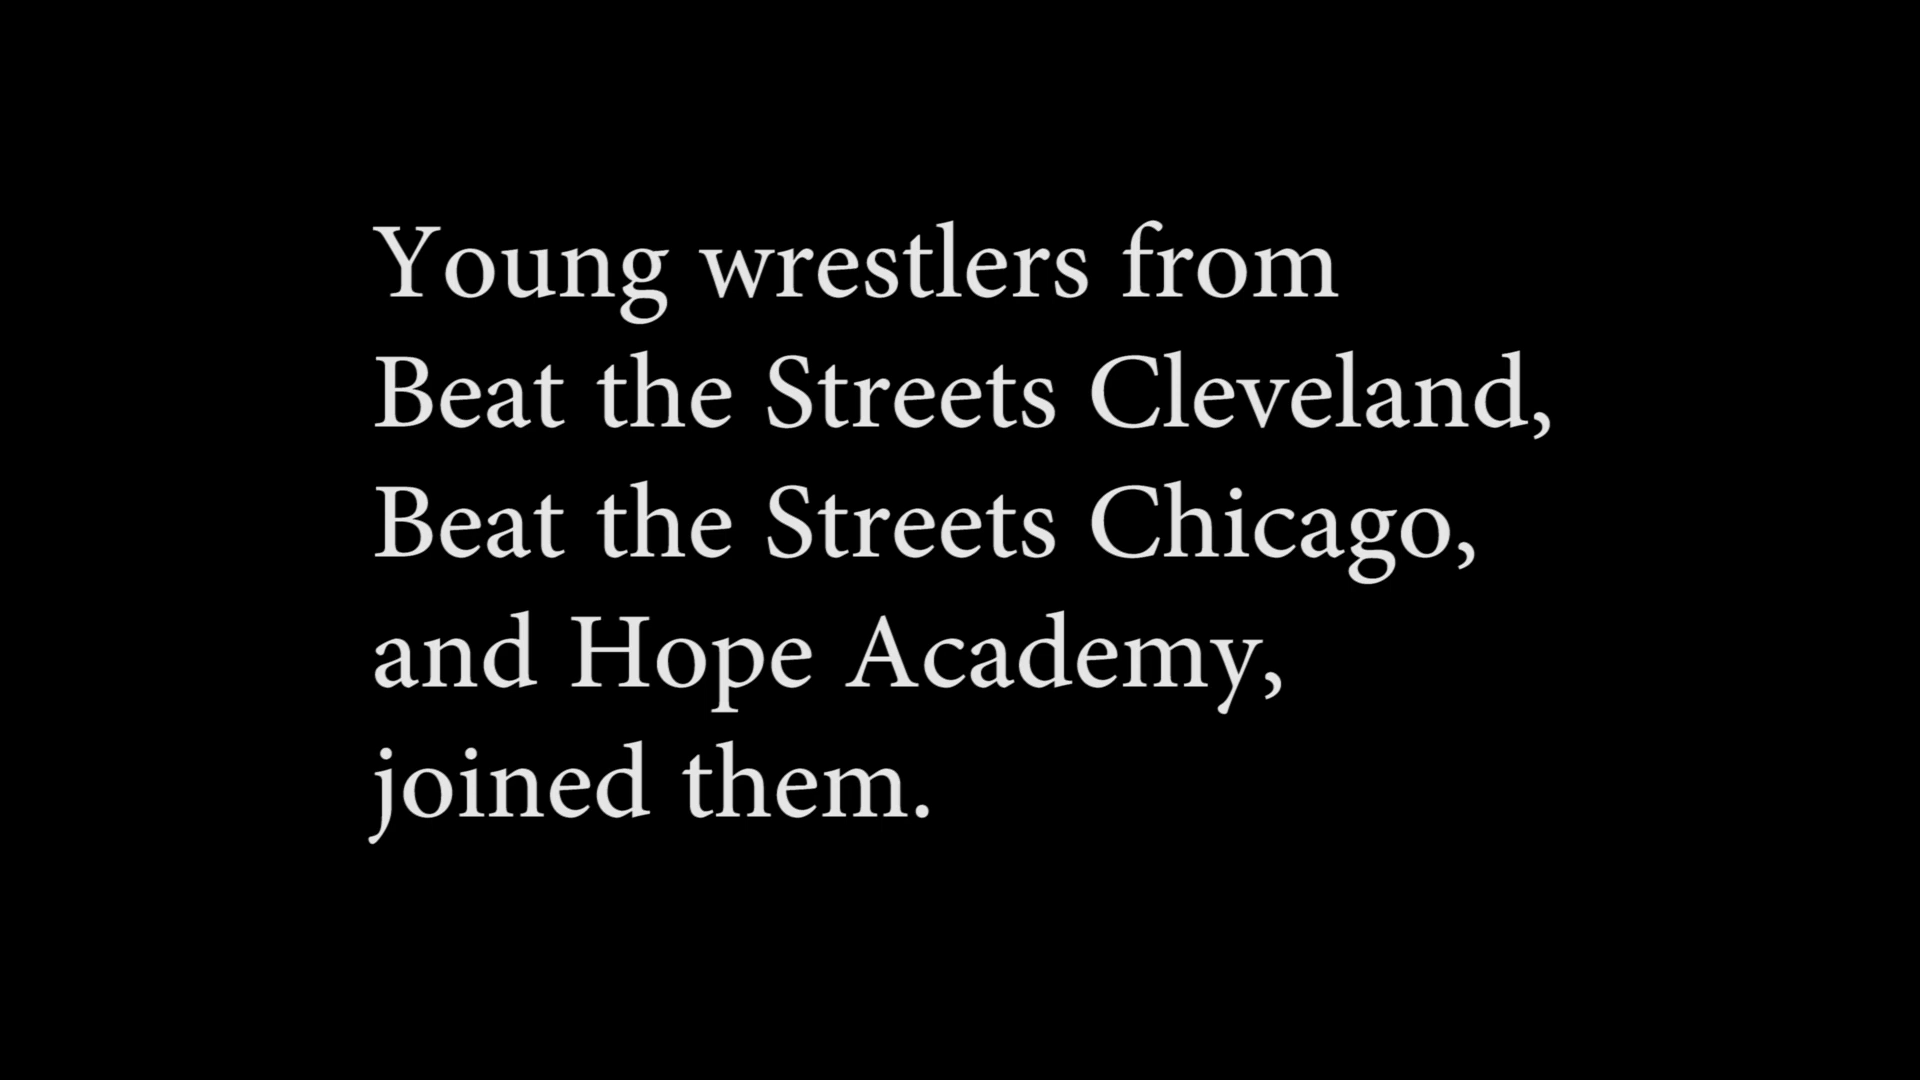 Young wrestlers from
Beat the Streets Cleveland,
Beat the Streets Chicago,
and Hope Academy,
joined them.